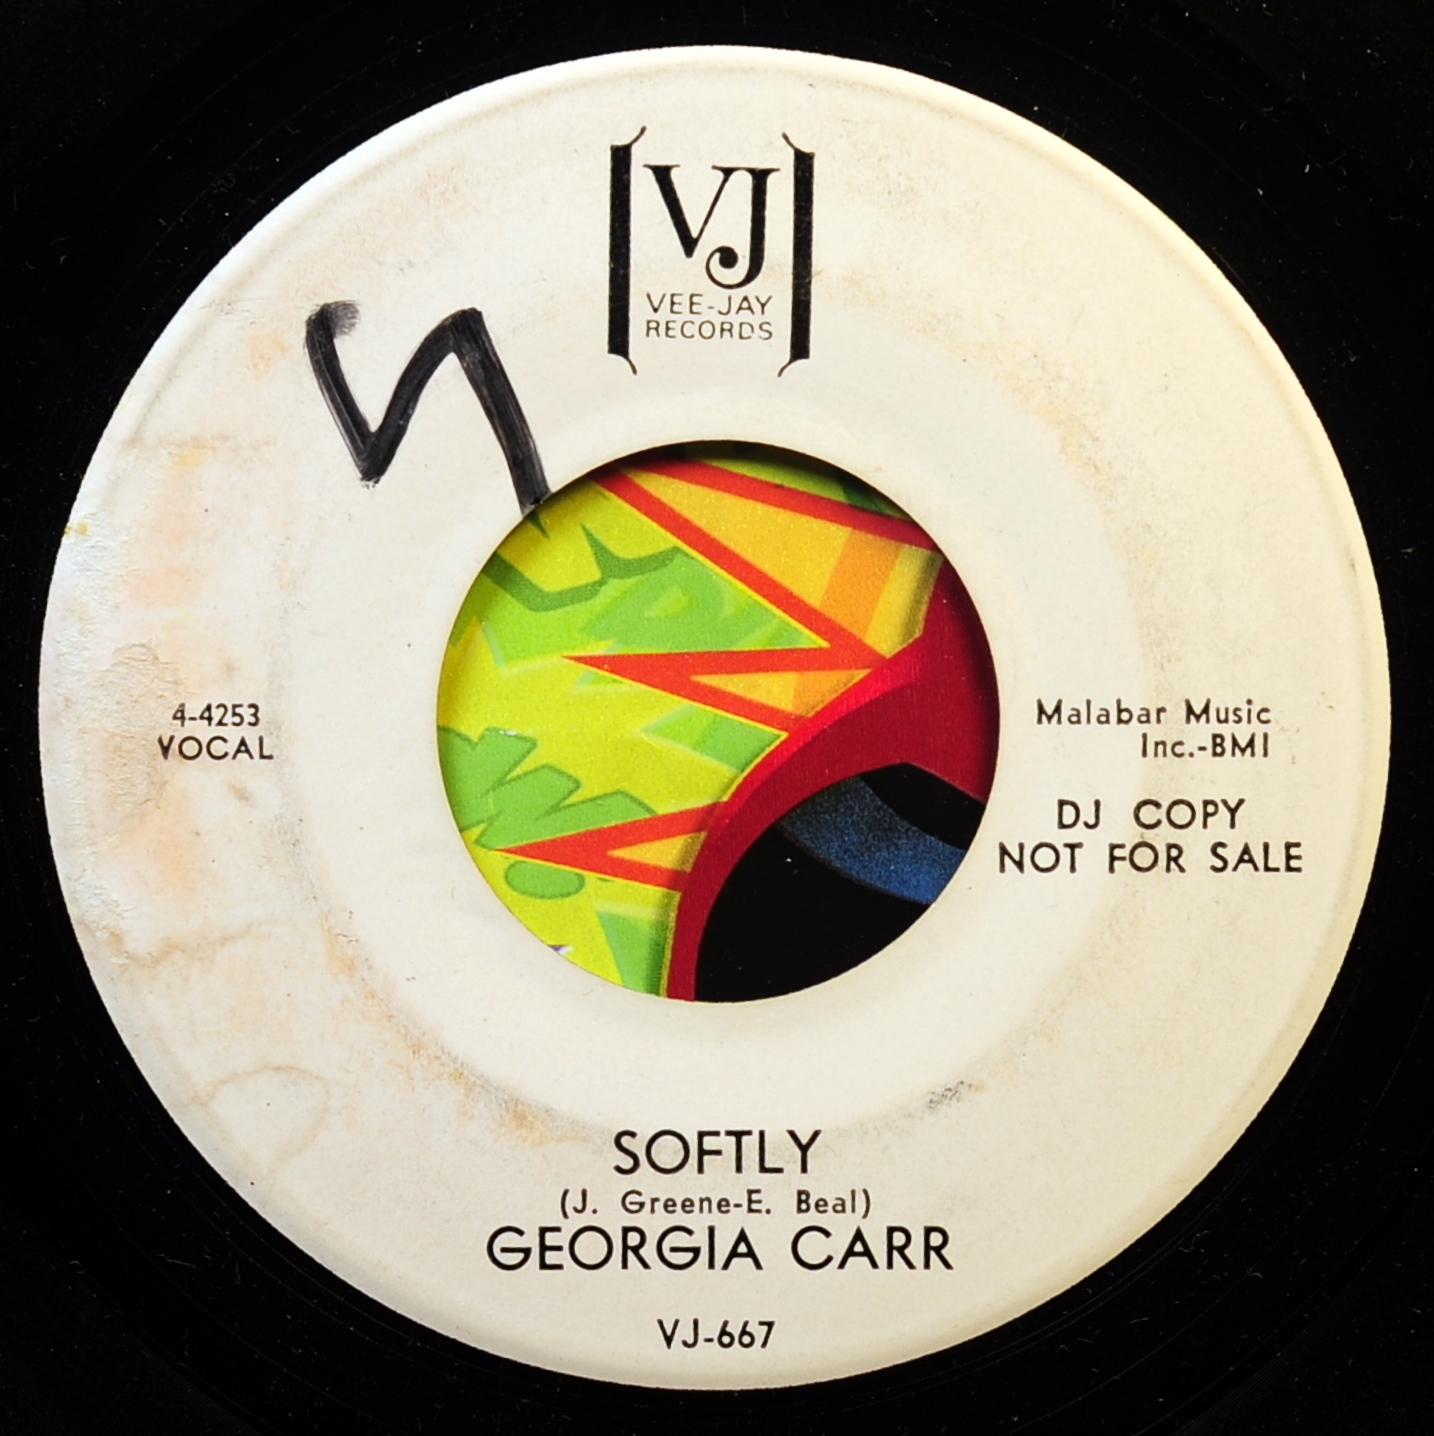 VJ
VEE-JAY
RECORDS
4-4253
VOCAL
Malabar Music
Inc.-BMI
DJ COPY
NOT FOR SALE
SOFTLY
(J. Greene-E. Beal)
GEORGIA CARR
VJ-667